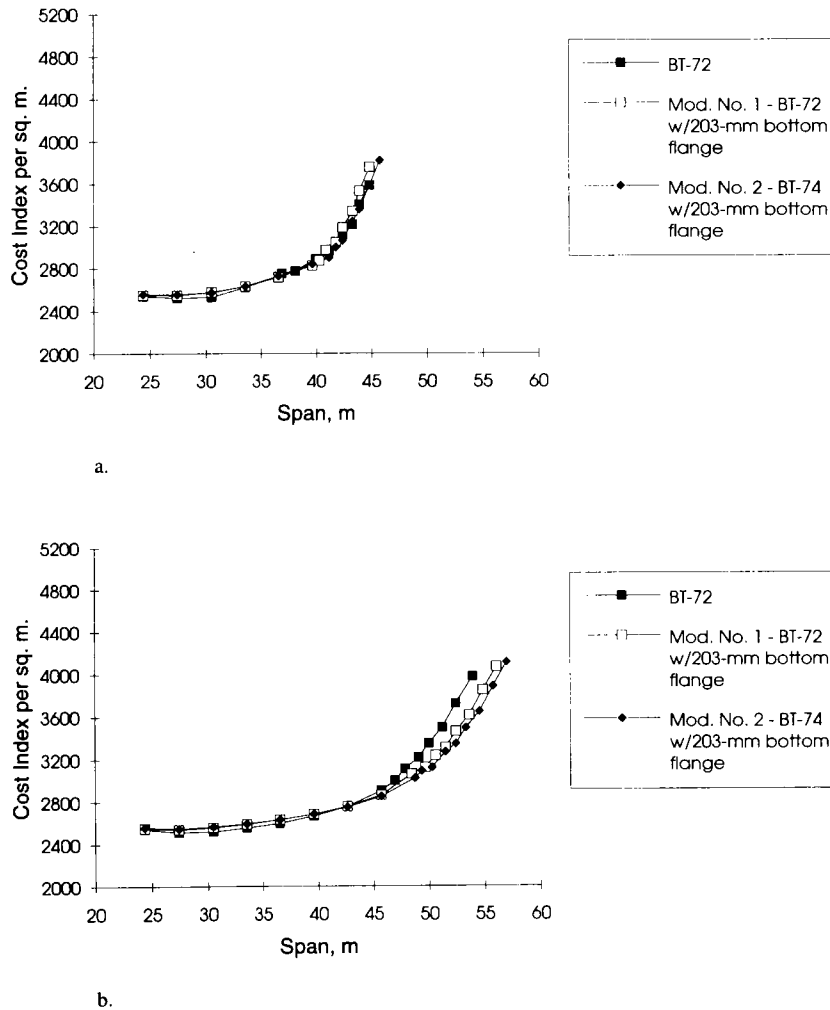 5200
4800
4400
4000
3600
3200
2800
2400
2000
Cost Index per sq. m.
20 25 30 35 40 45 50 55 60
Span, m
BT-72
Mod. No. 1 - BT-72
w/203-mm bottom
flange
Mod. No. 2 - BT-74
w/203-mm bottom
flange
a.
5200
4800
4400
4000
3600
3200
2800
2400
2000
Cost Index per sq. m.
20 25 30 35 40 45 50 55 60
Span, m
BT-72
Mod. No. 1 - BT-72
w/203-mm bottom
flange
Mod. No. 2 - BT-74
w/203-mm bottom
flange
b.